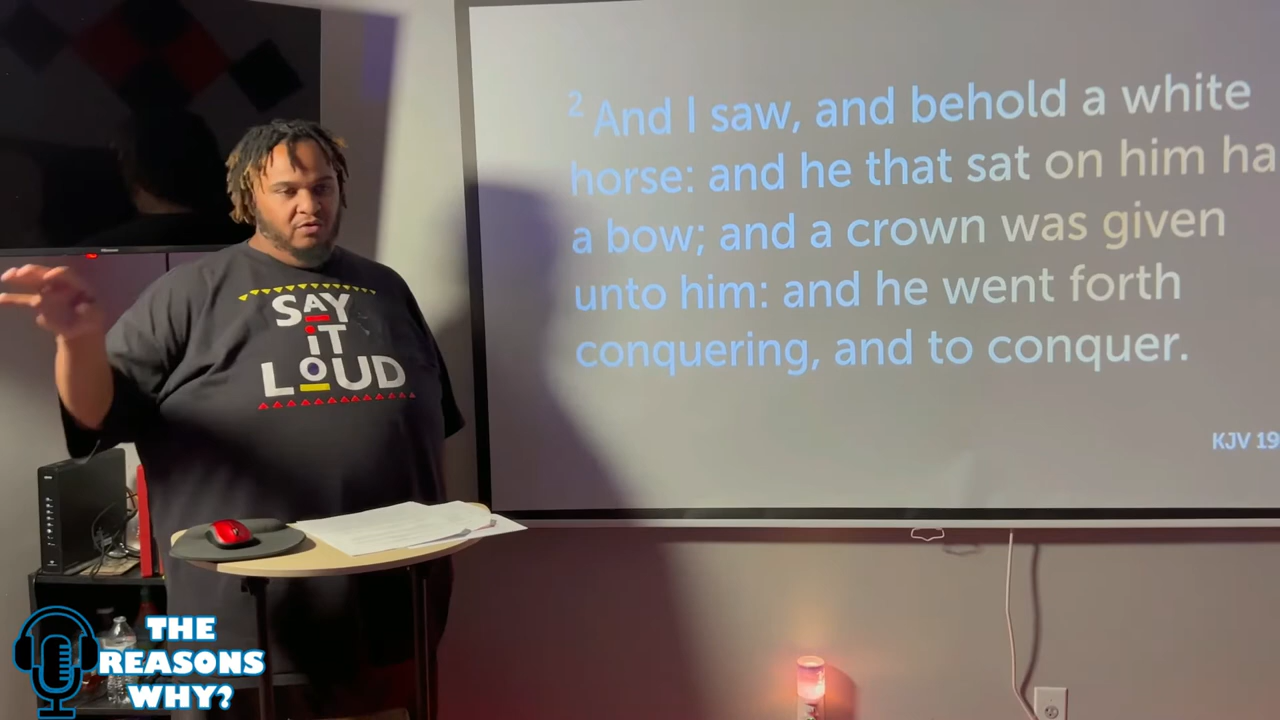 2 And I saw, and behold a white
horse: and he that sat on him ha
a bow; and a crown was given
unto him: and he went forth
conquering, and to conquer.
KJV 19
SAY
iT
LOUD
Hisense
THE
REASONS
WHY?